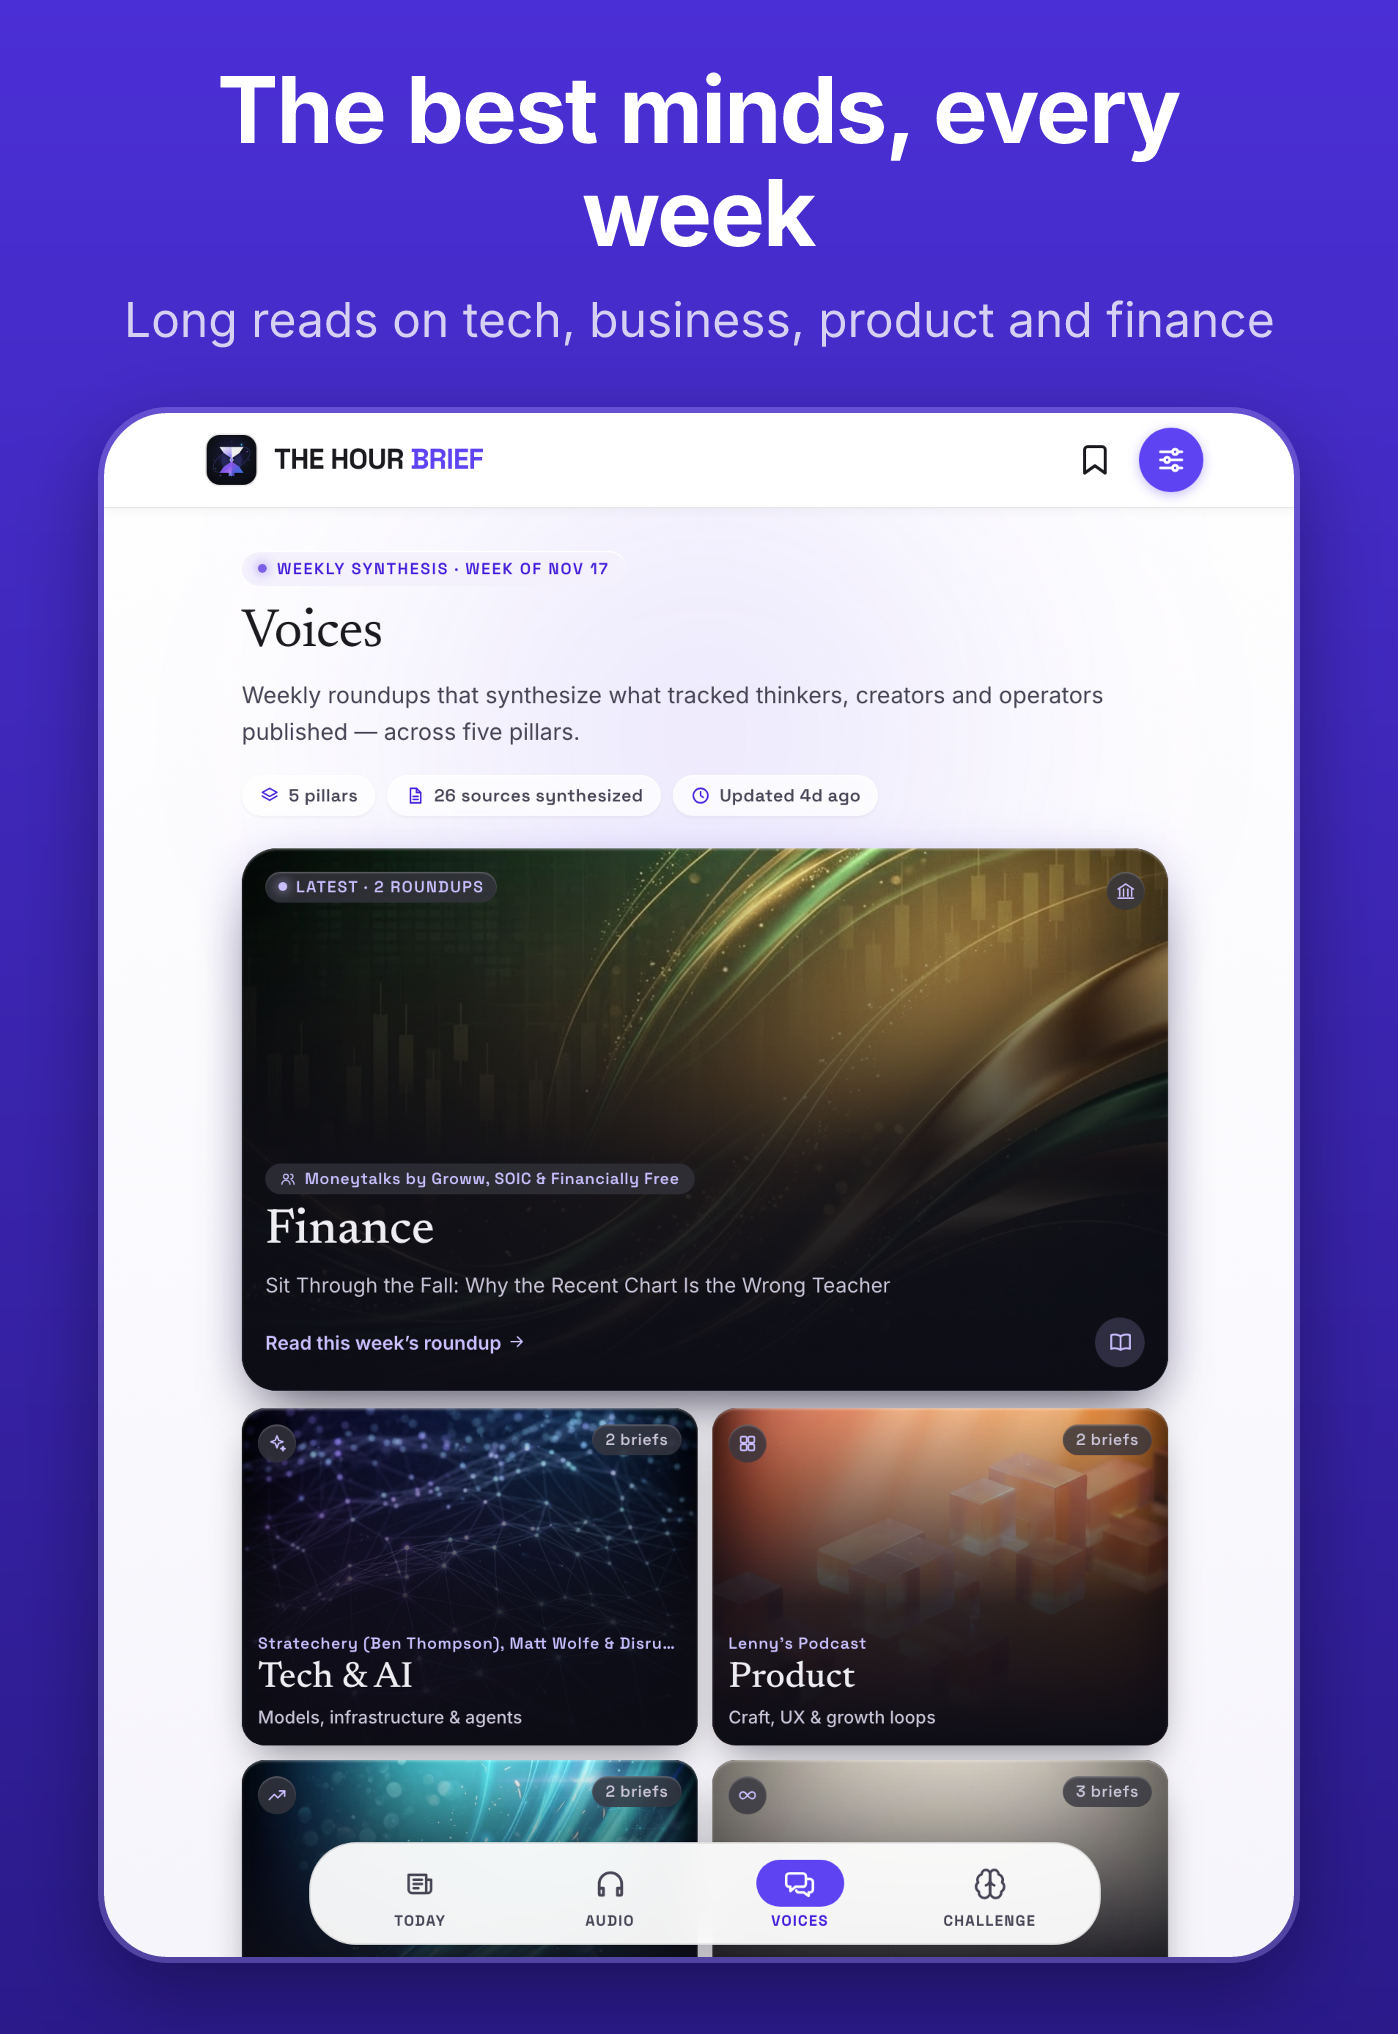 The best minds, every
week
Long reads on tech, business, product and finance
THE HOUR BRIEF
WEEKLY SYNTHESIS · WEEK OF NOV 17
Voices
Weekly roundups that synthesize what tracked thinkers, creators and operators
published — across five pillars.
5 pillars
26 sources synthesized
Updated 4d ago
LATEST · 2 ROUNDUPS
Moneytalks by Groww, SOIC & Financially Free
Finance
Sit Through the Fall: Why the Recent Chart Is the Wrong Teacher
Read this week’s roundup →
2 briefs
Stratechery (Ben Thompson), Matt Wolfe & Disru...
Tech & AI
Models, infrastructure & agents
2 briefs
Lenny’s Podcast
Product
Craft, UX & growth loops
2 briefs
3 briefs
TODAY
AUDIO
VOICES
CHALLENGE